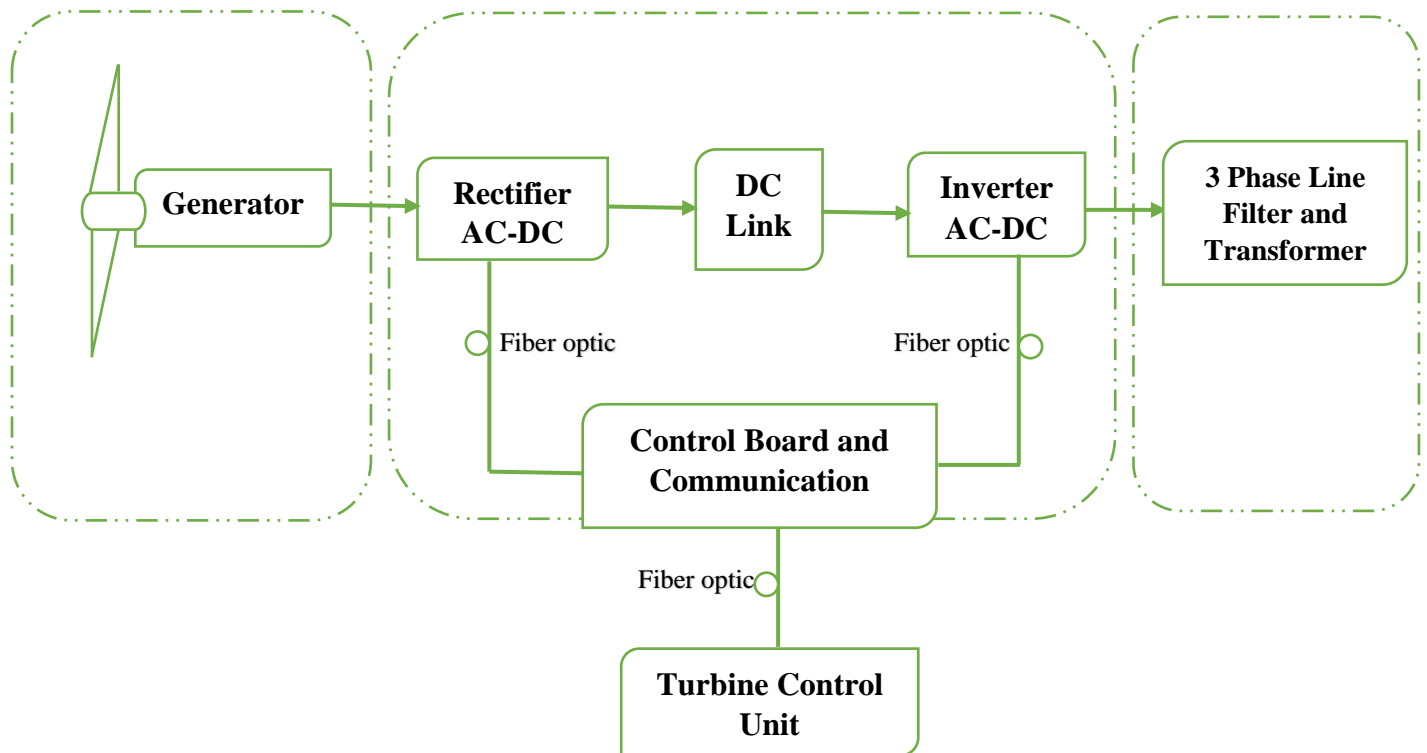 Generator
Rectifier
AC-DC
DC
Link
Inverter
AC-DC
3 Phase Line
Filter and
Transformer
Fiber optic
Fiber optic
Control Board and
Communication
Fiber optic
Turbine Control
Unit